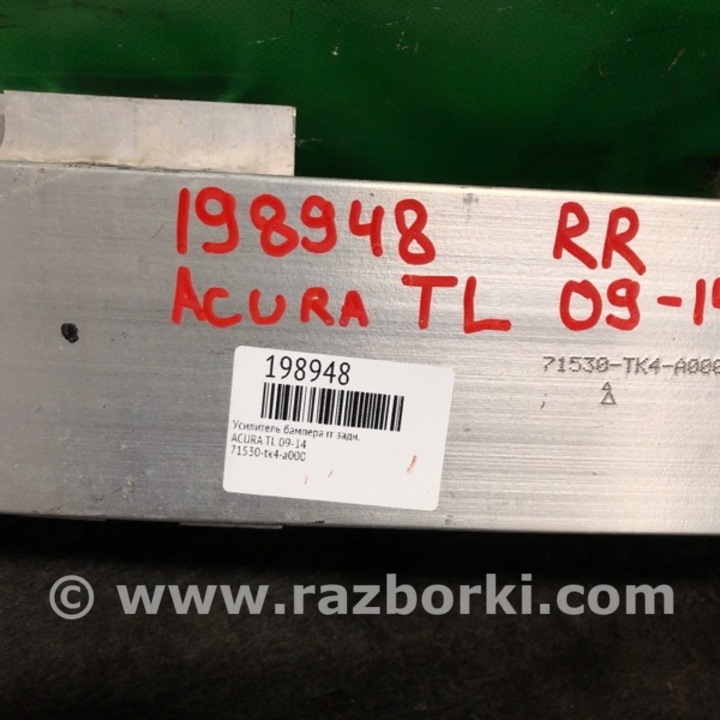 198948 RR
ACURA TL 09-14
71530-TK4-A000
198948
Усилитель бампера rr задн.
ACURA TL 09-14
71530-tk4-a000
© www.razborki.com